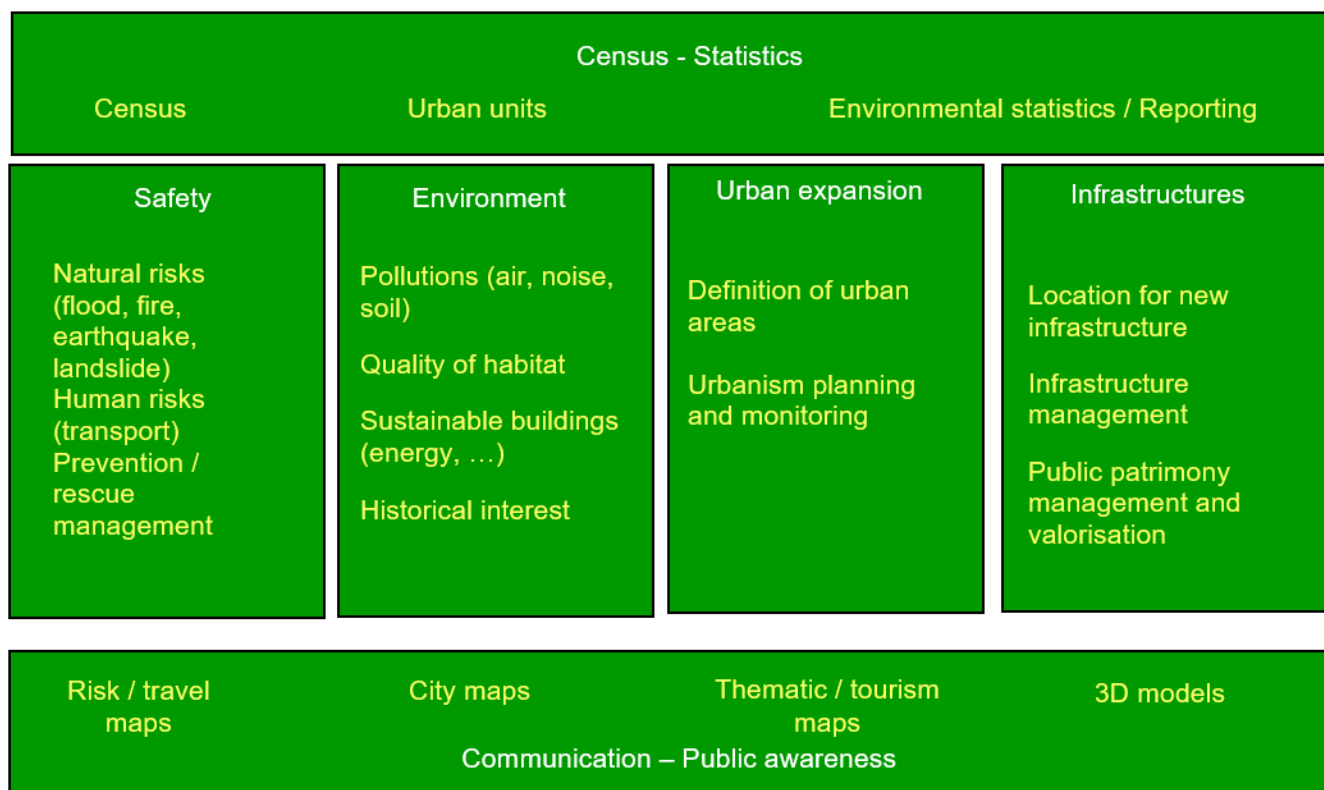 Census - Statistics
Census
Urban units
Environmental statistics / Reporting
Safety
Natural risks
(flood, fire,
earthquake,
landslide)
Human risks
(transport)
Prevention /
rescue
management
Environment
Pollutions (air, noise,
soil)
Quality of habitat
Sustainable buildings
(energy, …)
Historical interest
Urban expansion
Definition of urban
areas
Urbanism planning
and monitoring
Infrastructures
Location for new
infrastructure
Infrastructure
management
Public patrimony
management and
valorisation
Risk / travel
maps
City maps
Thematic / tourism
maps
3D models
Communication – Public awareness